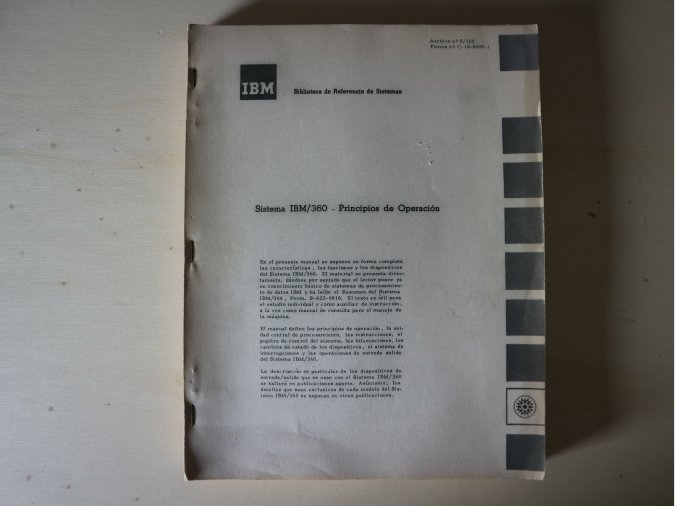 Archivo nº S/360
IBM
Biblioteca de Referencia de Sistemas
Sistema IBM/360 - Principios de Operación
En el presente manual se exponen en forma completa
las características, las funciones y los dispositivos
del Sistema IBM/360. El material se presenta direc-
tamente, dándose por sentado que el lector posee ya
un conocimiento básico de sistemas de procesamien-
to de datos IBM y ha leído el Resumen del Sistema
IBM/360, Form. S-A22-6810. El texto es útil para
el estudio individual y como auxiliar de instrucción,
a la vez como manual de consulta para el manejo de
la máquina.
El manual define los principios de operación, la uni-
dad central de procesamiento, las instrucciones, el
pupitre de control del sistema, las bifurcaciones, los
cambios de estado de los dispositivos, el sistema de
interrupciones y las operaciones de entrada salida
del Sistema IBM/360.
La descripción en particular de los dispositivos de
entrada/salida que se usan con el Sistema IBM/360
se hallará en publicaciones aparte. Asimismo, los
detalles que sean exclusivos de cada modelo del Sis-
tema IBM/360 se exponen en otras publicaciones.